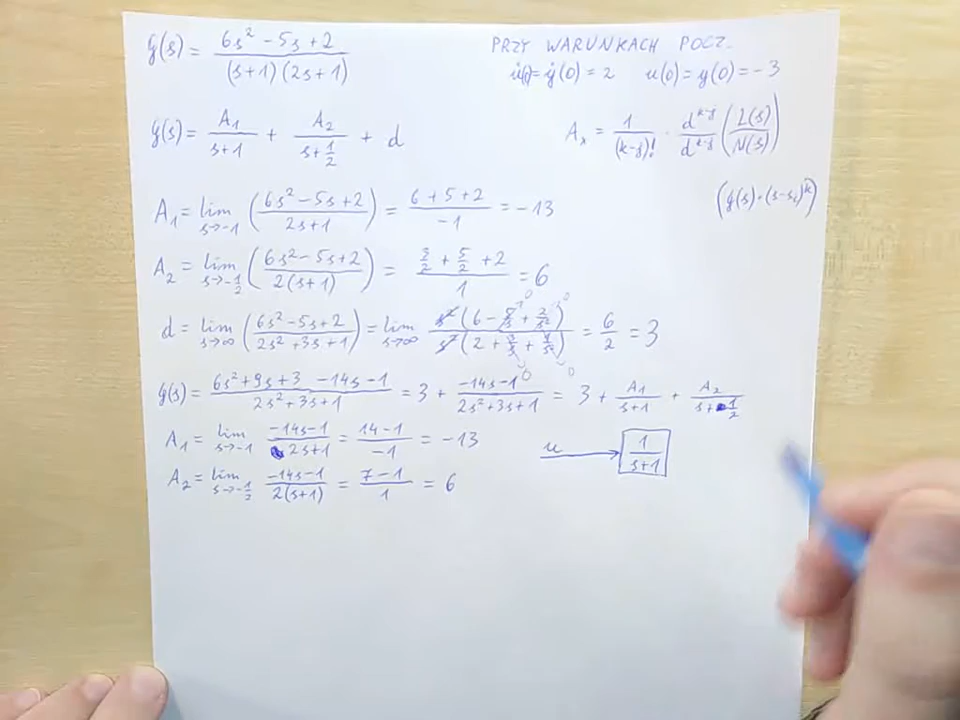 g(s) = (6s² - 5s + 2) / ((s+1)(2s+1))
PRZY WARUNKACH POCZ.
u̇(0) = ẏ(0) = 2 u(0) = y(0) = -3
g(s) = A₁/(s+1) + A₂/(s+½) + d
Aₓ = 1/(k-j)! · d^(k-j)/d^(k-j) (L(s)/N(s))
(g(s)·(s-sᵢ)^k)
A₁ = lim s→-1 ((6s² - 5s + 2)/(2s+1)) = (6+5+2)/(-1) = -13
A₂ = lim s→-½ ((6s² - 5s + 2)/(2(s+1))) = (3/2 + 5/2 + 2)/1 = 6
d = lim s→∞ ((6s² - 5s + 2)/(2s² + 3s + 1)) = lim s→∞ s²(6 - 5/s + 2/s²)/s²(2 + 3/s + 1/s²) = 6/2 = 3
g(s) = (6s² + 9s + 3 - 14s - 1)/(2s² + 3s + 1) = 3 + (-14s - 1)/(2s² + 3s + 1) = 3 + A₁/(s+1) + A₂/(s+½)
A₁ = lim s→-1 (-14s-1)/(2s+1) = (14-1)/(-1) = -13
u → 1/(s+1)
A₂ = lim s→-½ (-14s-1)/(2(s+1)) = (7-1)/1 = 6